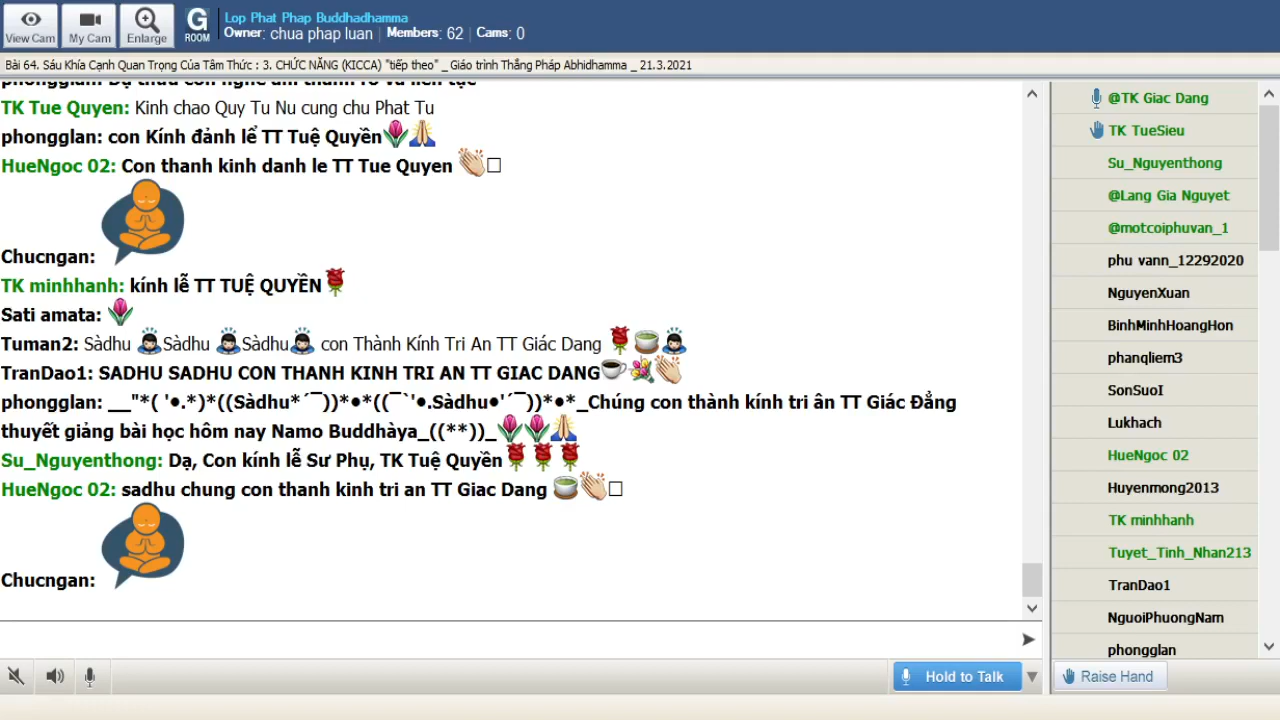 View Cam
My Cam
Enlarge
G
ROOM
Lop Phat Phap Buddhadhamma
Owner: chua phap luan | Members: 62 | Cams: 0
Bài 64. Sáu Khía Cạnh Quan Trọng Của Tâm Thức : 3. CHỨC NĂNG (KICCA) "tiếp theo" _ Giáo trình Thắng Pháp Abhidhamma _ 21.3.2021
TK Tue Quyen: Kinh chao Quy Tu Nu cung chu Phat Tu
phongglan: con Kính đảnh lể TT Tuệ Quyền🌷🙏
HueNgoc 02: Con thanh kinh danh le TT Tue Quyen 👏□
Chucngan:
TK minhhanh: kính lễ TT TUỆ QUYỀN🌹
Sati amata: 🌷
Tuman2: Sàdhu 🙇Sàdhu 🙇Sàdhu🙇 con Thành Kính Tri An TT Giác Dang 🌹🍵🙇
TranDao1: SADHU SADHU CON THANH KINH TRI AN TT GIAC DANG☕💐👏
phongglan: __"*( '•.*)*((Sàdhu*´¯))*•*((¯`'•.Sàdhu•'´¯))*•*_Chúng con thành kính tri ân TT Giác Đẳng
thuyết giảng bài học hôm nay Namo Buddhàya_((**))_🌷🌷🙏
Su_Nguyenthong: Dạ, Con kính lễ Sư Phụ, TK Tuệ Quyền🌹🌹🌹
HueNgoc 02: sadhu chung con thanh kinh tri an TT Giac Dang 🍵👏□
Chucngan:
Hold to Talk
@TK Giac Dang
TK TueSieu
Su_Nguyenthong
@Lang Gia Nguyet
@motcoiphuvan_1
phu vann_12292020
NguyenXuan
BinhMinhHoangHon
phanqliem3
SonSuoI
Lukhach
HueNgoc 02
Huyenmong2013
TK minhhanh
Tuyet_Tinh_Nhan213
TranDao1
NguoiPhuongNam
phongglan
Raise Hand